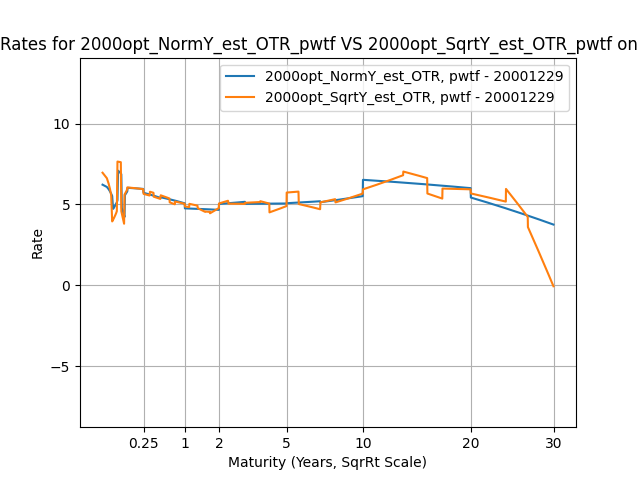 Rates for 2000opt_NormY_est_OTR_pwtf VS 2000opt_SqrtY_est_OTR_pwtf on
2000opt_NormY_est_OTR, pwtf - 20001229
2000opt_SqrtY_est_OTR, pwtf - 20001229
10
5
0
−5
Rate
0.25 1 2 5 10 20 30
Maturity (Years, SqrRt Scale)